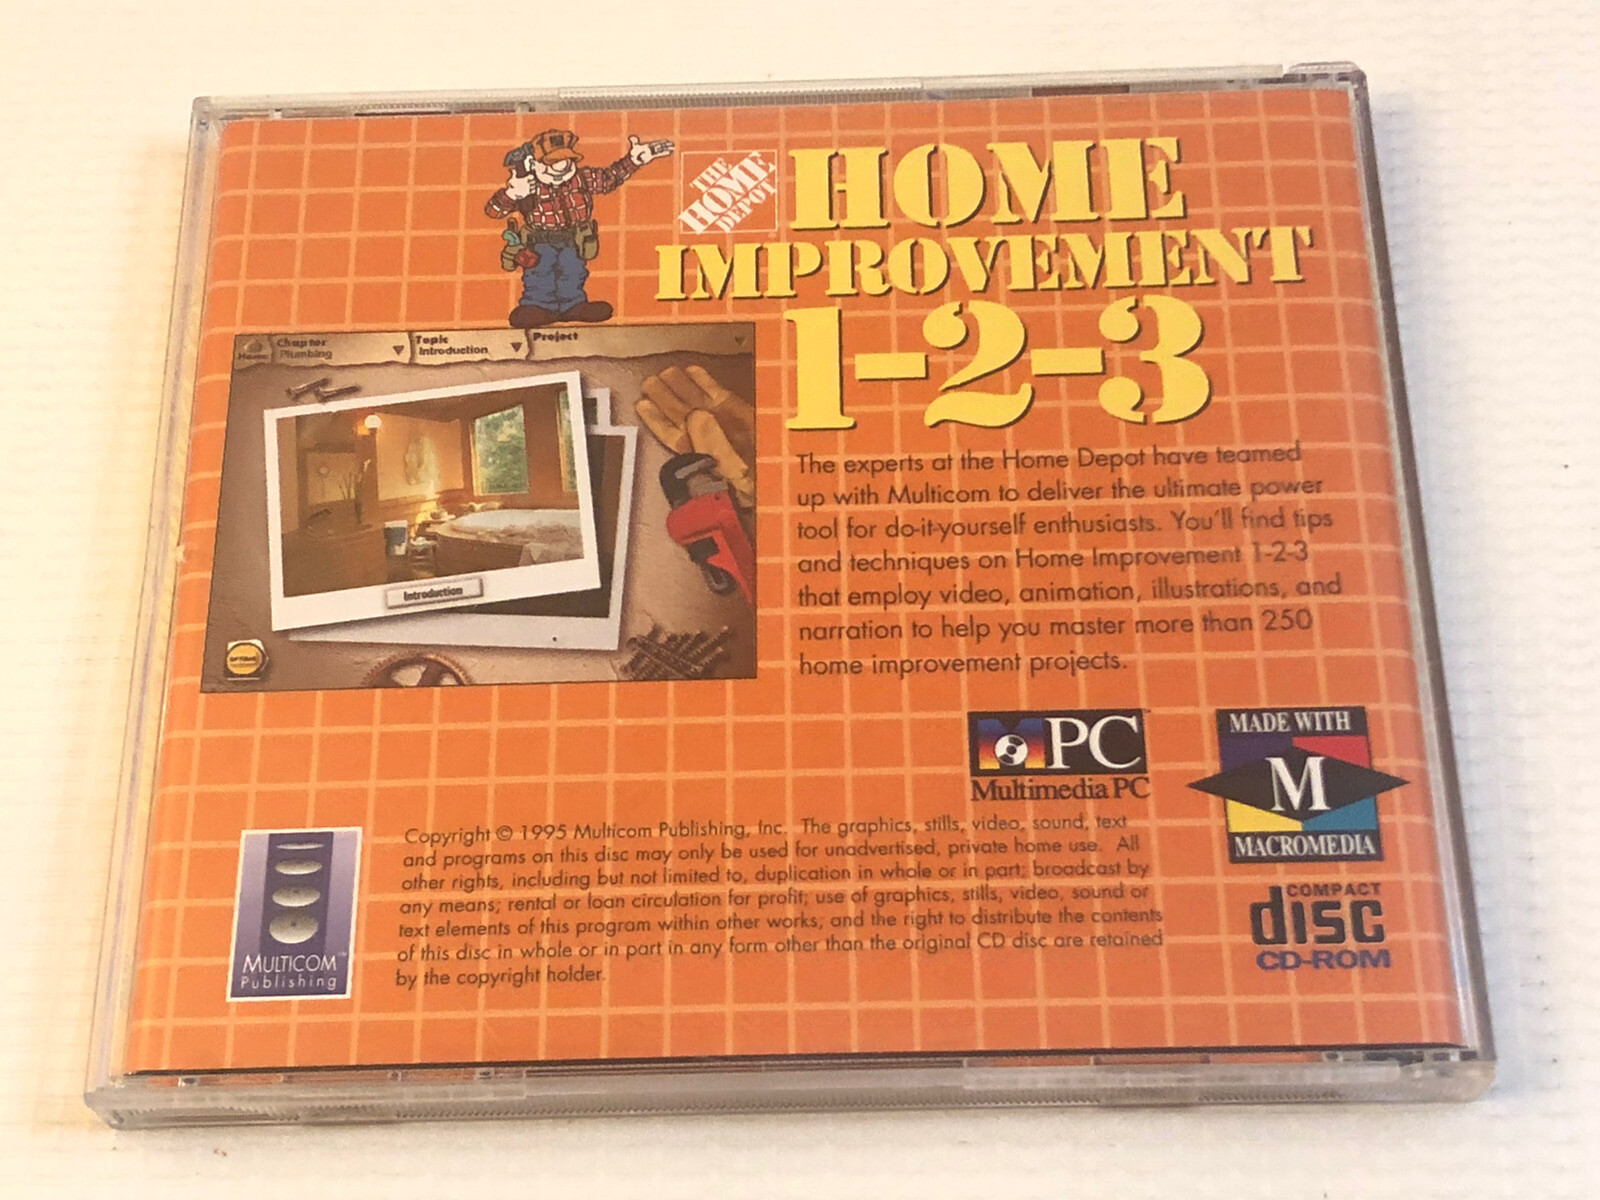 THE
HOME
DEPOT
HOME
IMPROVEMENT
1-2-3
Home
Chapter
Plumbing
Topic
Introduction
Project
Introduction
OPTIONS
The experts at the Home Depot have teamed
up with Multicom to deliver the ultimate power
tool for do-it-yourself enthusiasts. You'll find tips
and techniques on Home Improvement 1-2-3
that employ video, animation, illustrations, and
narration to help you master more than 250
home improvement projects.
MPC™
Multimedia PC
MADE WITH
M
MACROMEDIA
COMPACT
disc
CD-ROM
MULTICOM™
Publishing
Copyright © 1995 Multicom Publishing, Inc. The graphics, stills, video, sound, text
and programs on this disc may only be used for unadvertised, private home use. All
other rights, including but not limited to, duplication in whole or in part; broadcast by
any means; rental or loan circulation for profit; use of graphics, stills, video, sound or
text elements of this program within other works; and the right to distribute the contents
of this disc in whole or in part in any form other than the original CD disc are retained
by the copyright holder.